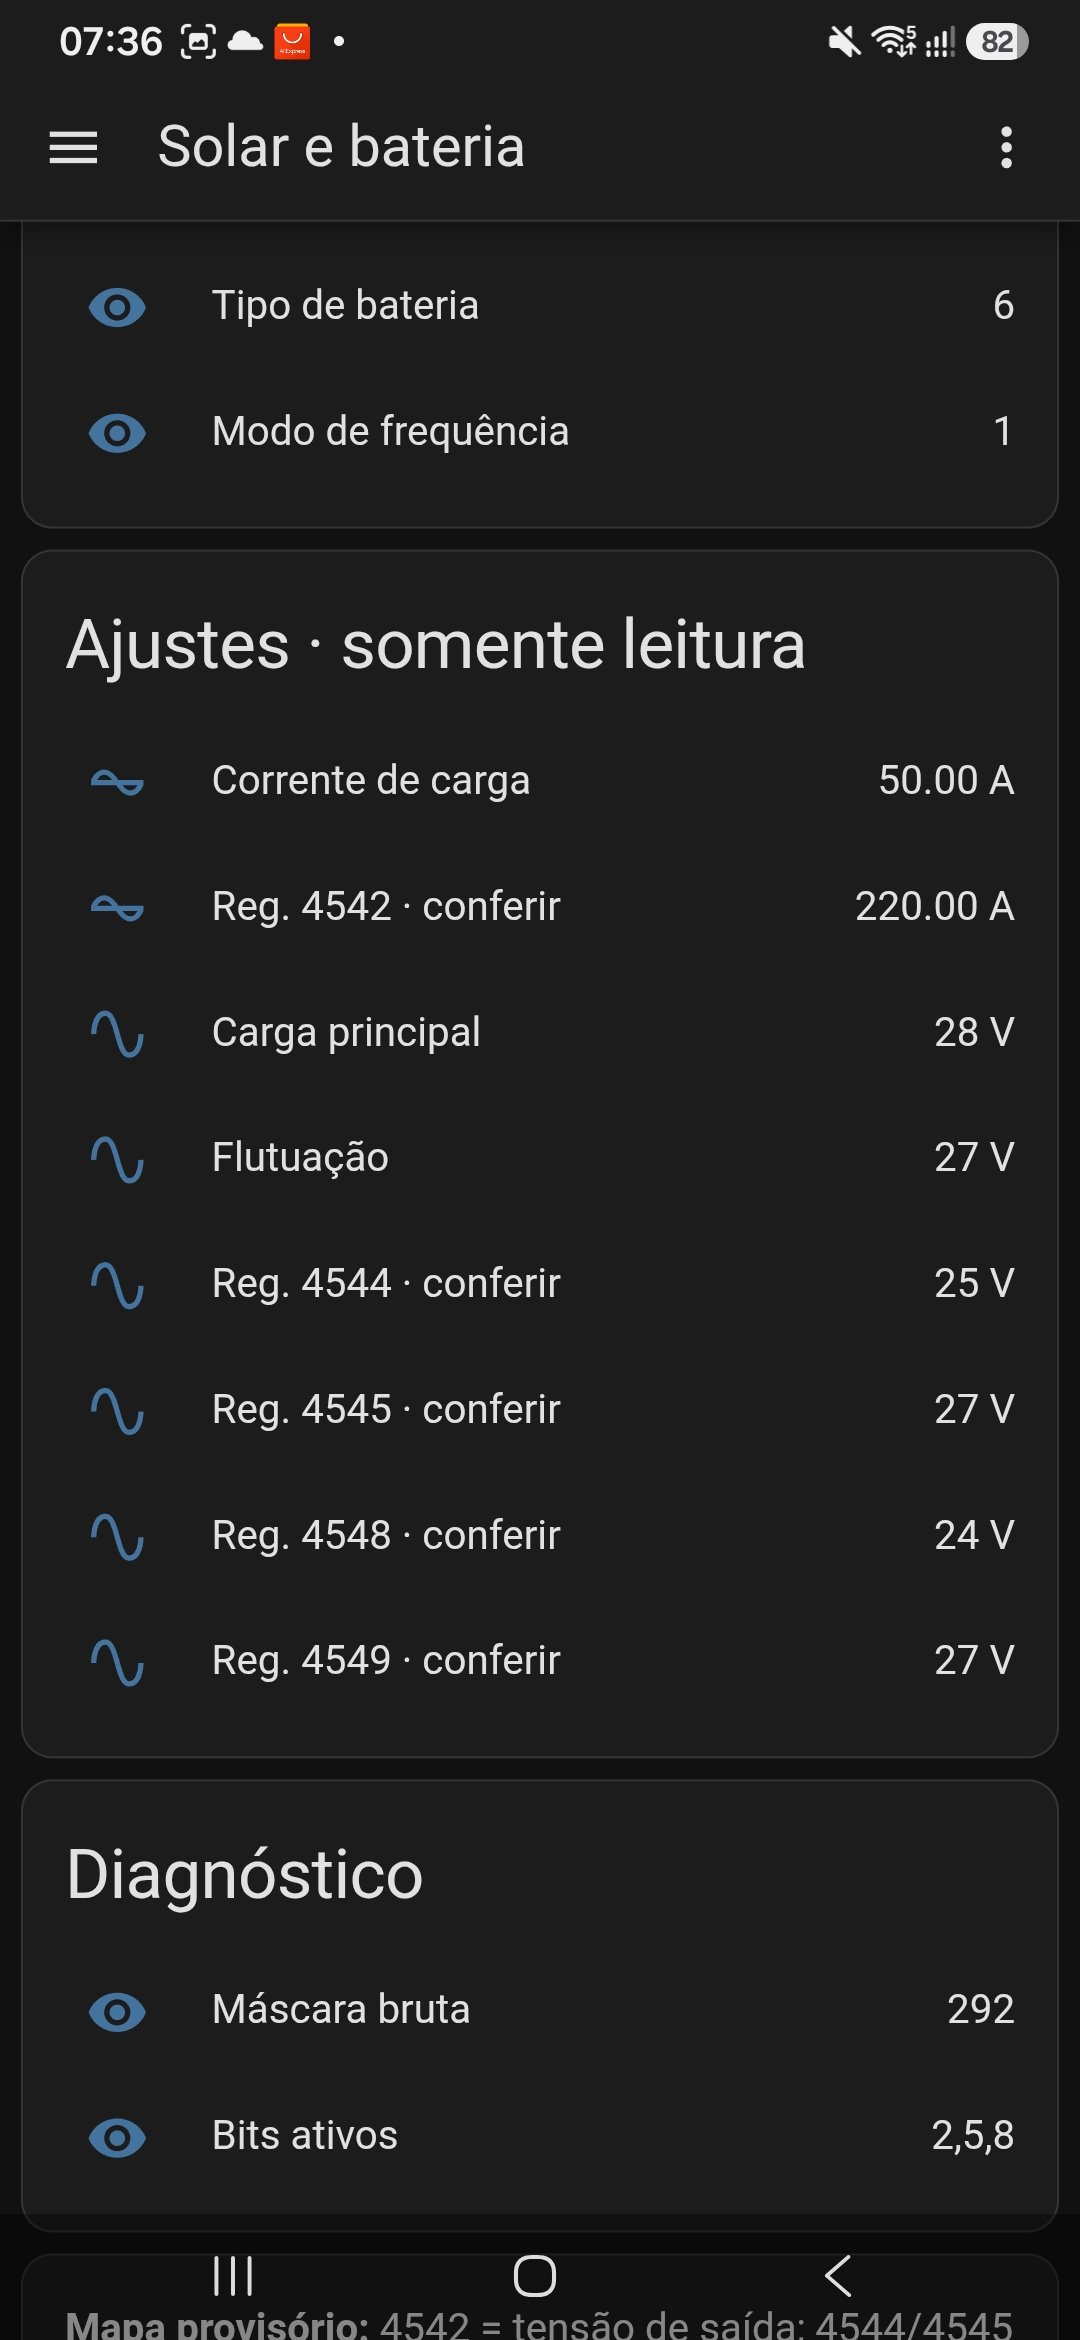 07:36
82
Solar e bateria
Tipo de bateria 6
Modo de frequência 1
Ajustes · somente leitura
Corrente de carga 50.00 A
Reg. 4542 · conferir 220.00 A
Carga principal 28 V
Flutuação 27 V
Reg. 4544 · conferir 25 V
Reg. 4545 · conferir 27 V
Reg. 4548 · conferir 24 V
Reg. 4549 · conferir 27 V
Diagnóstico
Máscara bruta 292
Bits ativos 2,5,8
Mapa provisório: 4542 = tensão de saída; 4544/4545